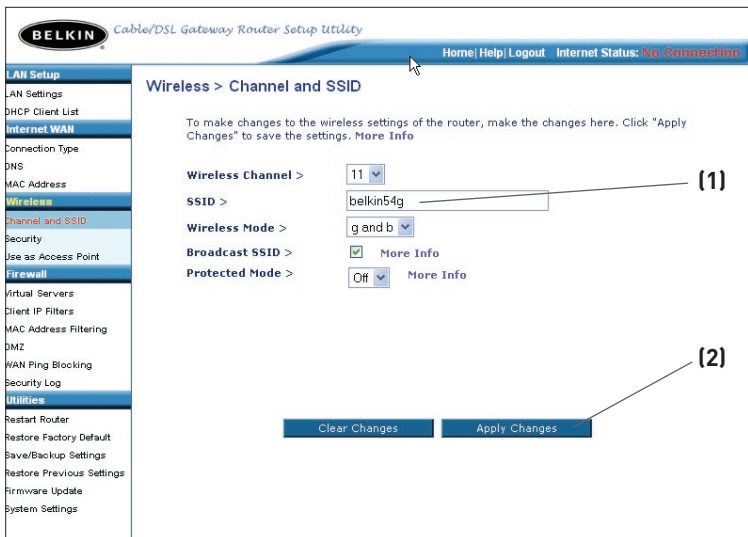 BELKIN Cable/DSL Gateway Router Setup Utility
Home| Help| Logout Internet Status: No Connection
LAN Setup
LAN Settings
DHCP Client List
Internet WAN
Connection Type
DNS
MAC Address
Wireless
Channel and SSID
Security
Use as Access Point
Firewall
Virtual Servers
Client IP Filters
MAC Address Filtering
DMZ
WAN Ping Blocking
Security Log
Utilities
Restart Router
Restore Factory Default
Save/Backup Settings
Restore Previous Settings
Firmware Update
System Settings
Wireless > Channel and SSID
To make changes to the wireless settings of the router, make the changes here. Click "Apply
Changes" to save the settings. More Info
Wireless Channel > 11
SSID > belkin54g
(1)
Wireless Mode > g and b
Broadcast SSID > More Info
Protected Mode > Off More Info
(2)
Clear Changes Apply Changes